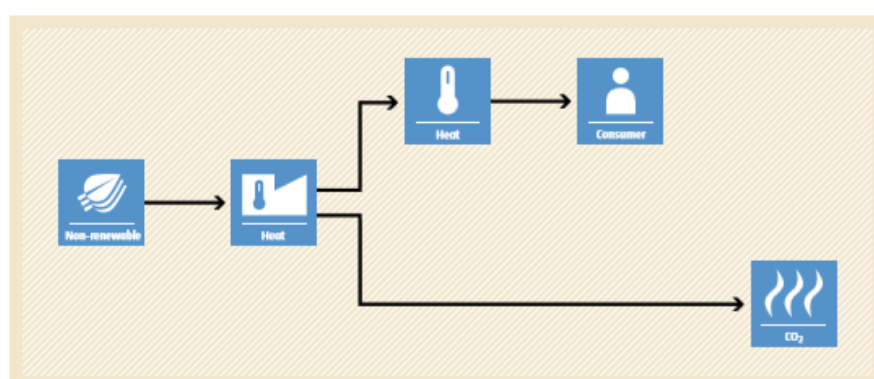 Heat
Consumer
Non-renewable
Heat
CO₂